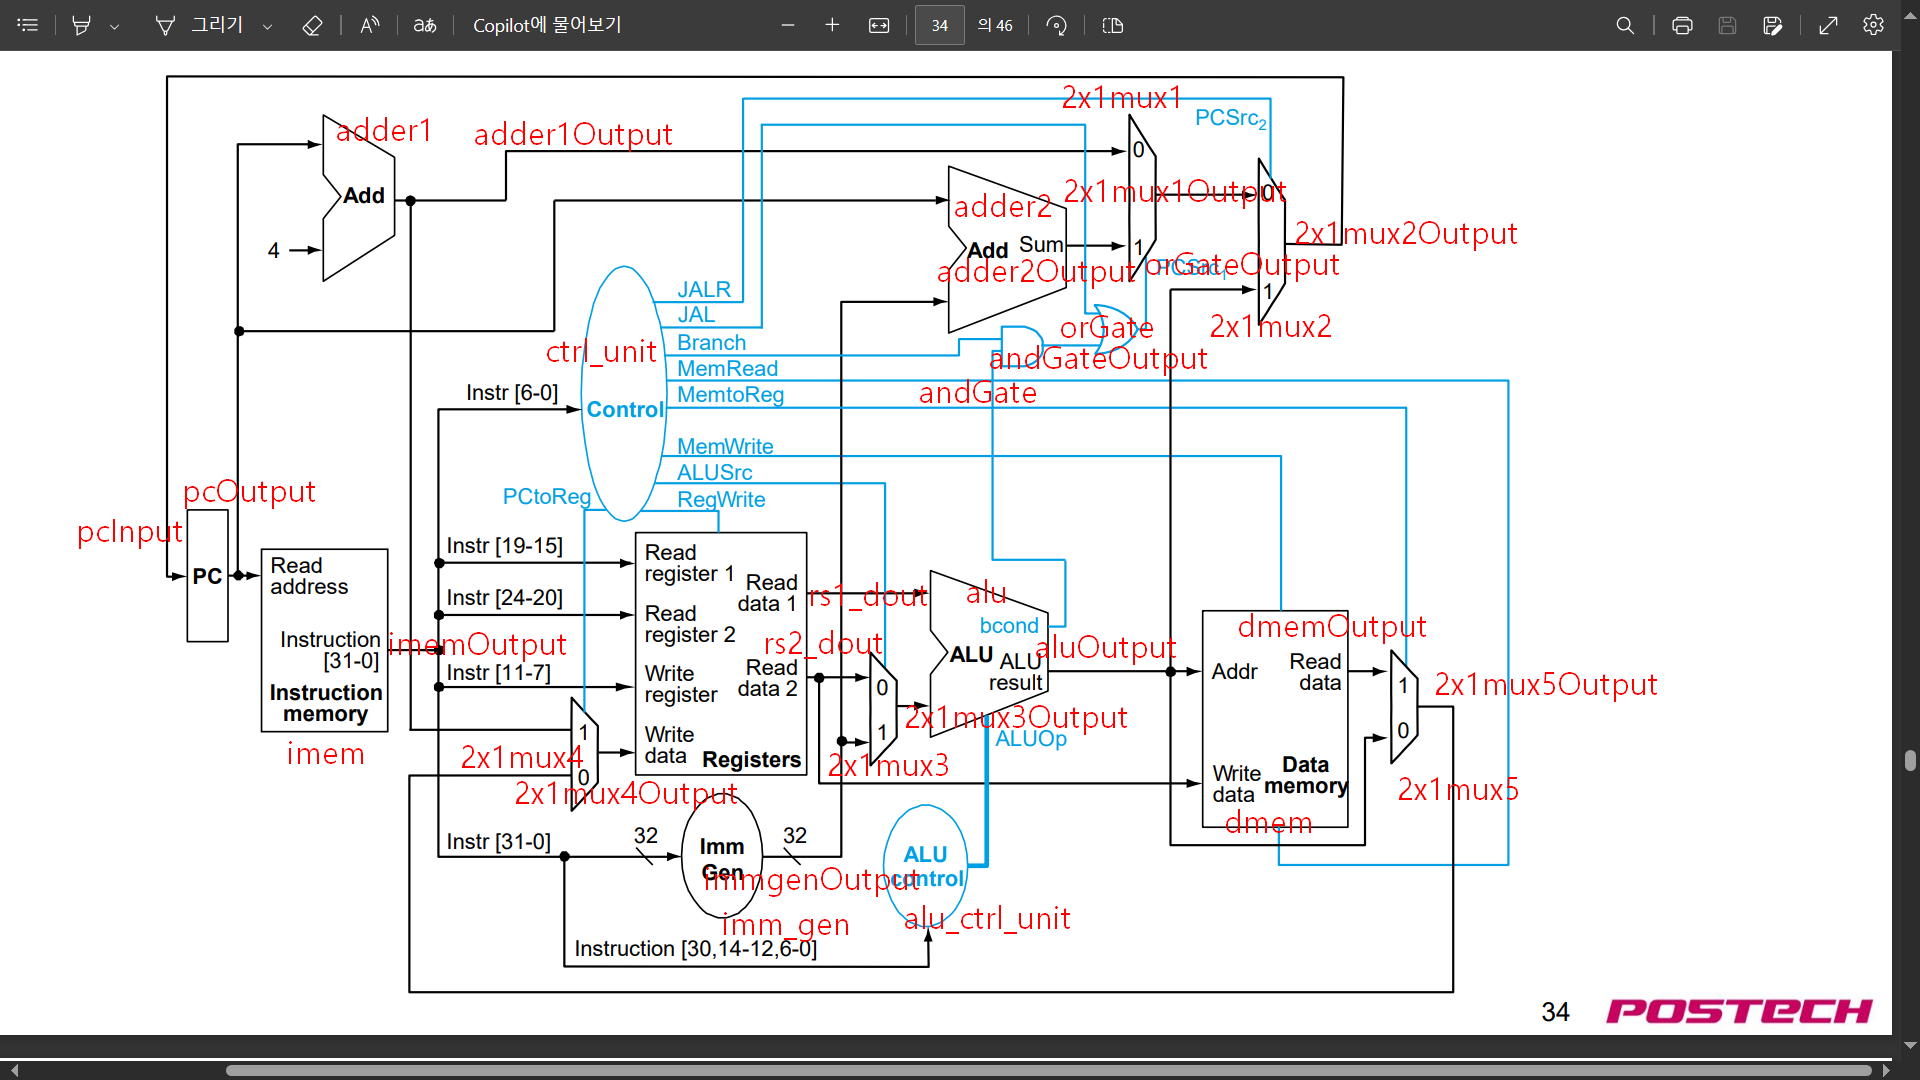 그리기
aあ
Copilot에 물어보기
34
의 46
2x1mux1
PCSrc2
adder1
adder1Output
0
Add
2x1mux1Output
0
adder2
4
Add
Sum
1
2x1mux2Output
adder2Output
orGateOutput
1
JALR
JAL
orGate
2x1mux2
ctrl_unit
Branch
andGateOutput
MemRead
Instr [6-0]
MemtoReg
andGate
Control
MemWrite
ALUSrc
pcOutput
PCtoReg
RegWrite
pcInput
Instr [19-15]
Read
register 1
PC
Read
address
Read
data 1
rs1_dout
alu
Instr [24-20]
Read
register 2
bcond
dmemOutput
Instruction
[31-0]
imemOutput
rs2_dout
ALU
ALU
result
aluOutput
Instr [11-7]
Write
register
Read
data 2
Addr
Read
data
0
1
2x1mux5Output
Instruction
memory
2x1mux3Output
1
Write
data
Registers
1
ALUOp
0
imem
2x1mux4
0
2x1mux3
Write
data
Data
memory
2x1mux5
2x1mux4Output
dmem
Instr [31-0]
32
32
Imm
Gen
ALU
control
immgenOutput
imm_gen
alu_ctrl_unit
Instruction [30,14-12,6-0]
34
POSTECH